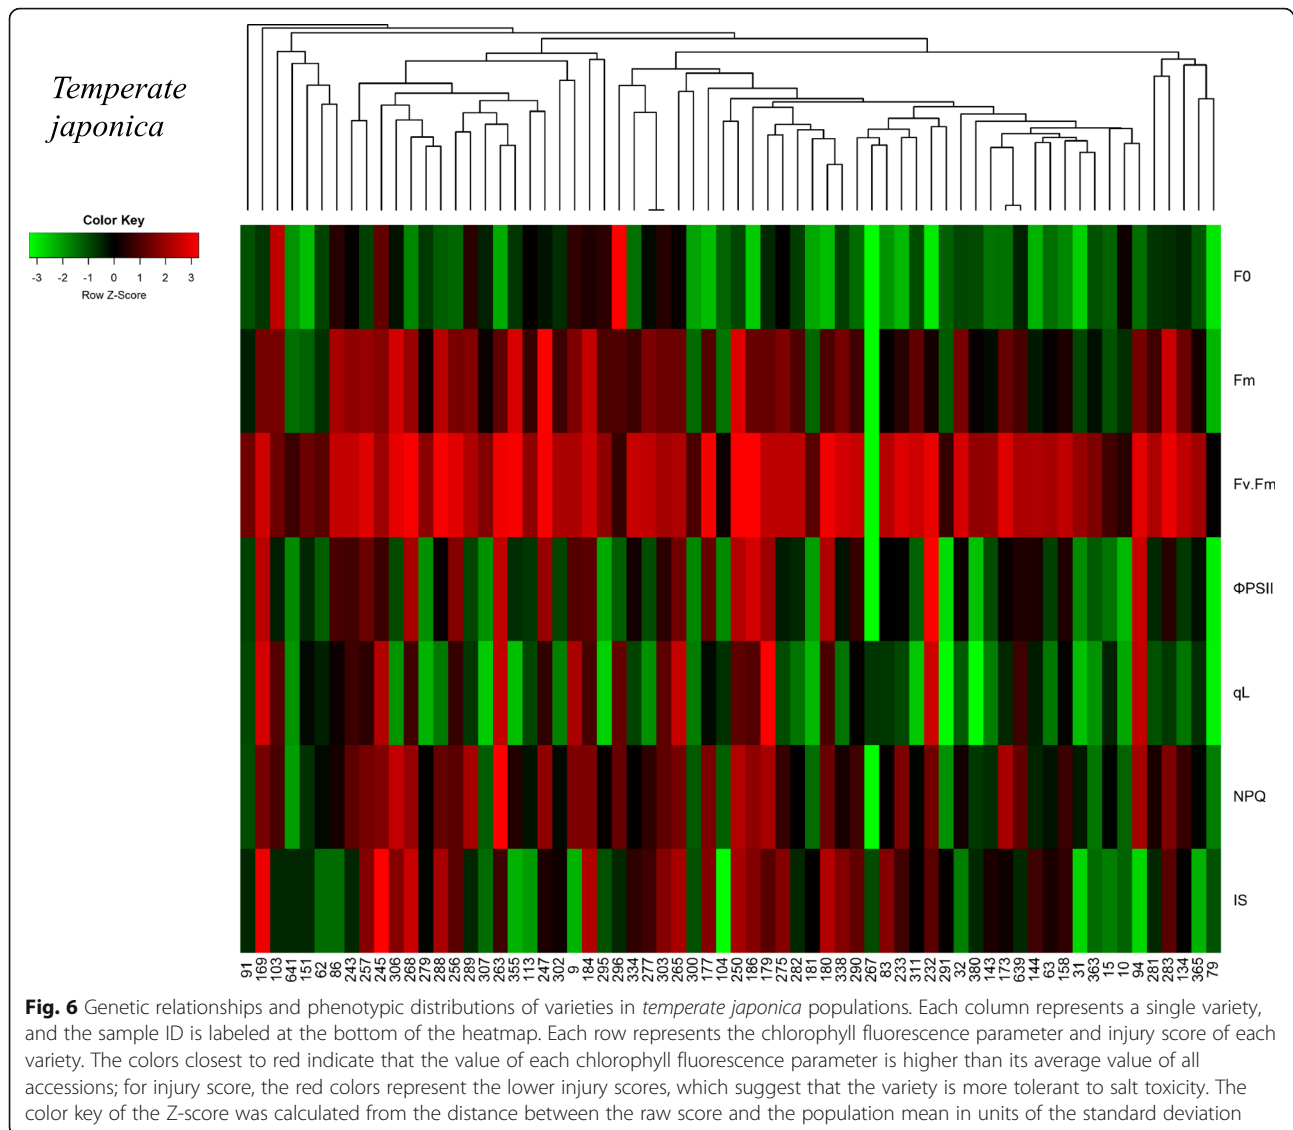 Temperate
japonica
Color Key
-3 -2 -1 0 1 2 3
Row Z-Score
F0
Fm
Fv.Fm
ΦPSII
qL
NPQ
IS
91 169 103 641 151 62 86 243 257 245 306 268 279 288 256 289 307 263 355 113 247 302 9 184 295 296 334 277 303 265 300 177 104 250 186 179 275 282 181 180 338 290 267 83 233 311 232 291 32 380 143 173 639 144 63 158 31 363 15 10 94 281 283 134 365 79
Fig. 6 Genetic relationships and phenotypic distributions of varieties in temperate japonica populations. Each column represents a single variety,
and the sample ID is labeled at the bottom of the heatmap. Each row represents the chlorophyll fluorescence parameter and injury score of each
variety. The colors closest to red indicate that the value of each chlorophyll fluorescence parameter is higher than its average value of all
accessions; for injury score, the red colors represent the lower injury scores, which suggest that the variety is more tolerant to salt toxicity. The
color key of the Z-score was calculated from the distance between the raw score and the population mean in units of the standard deviation